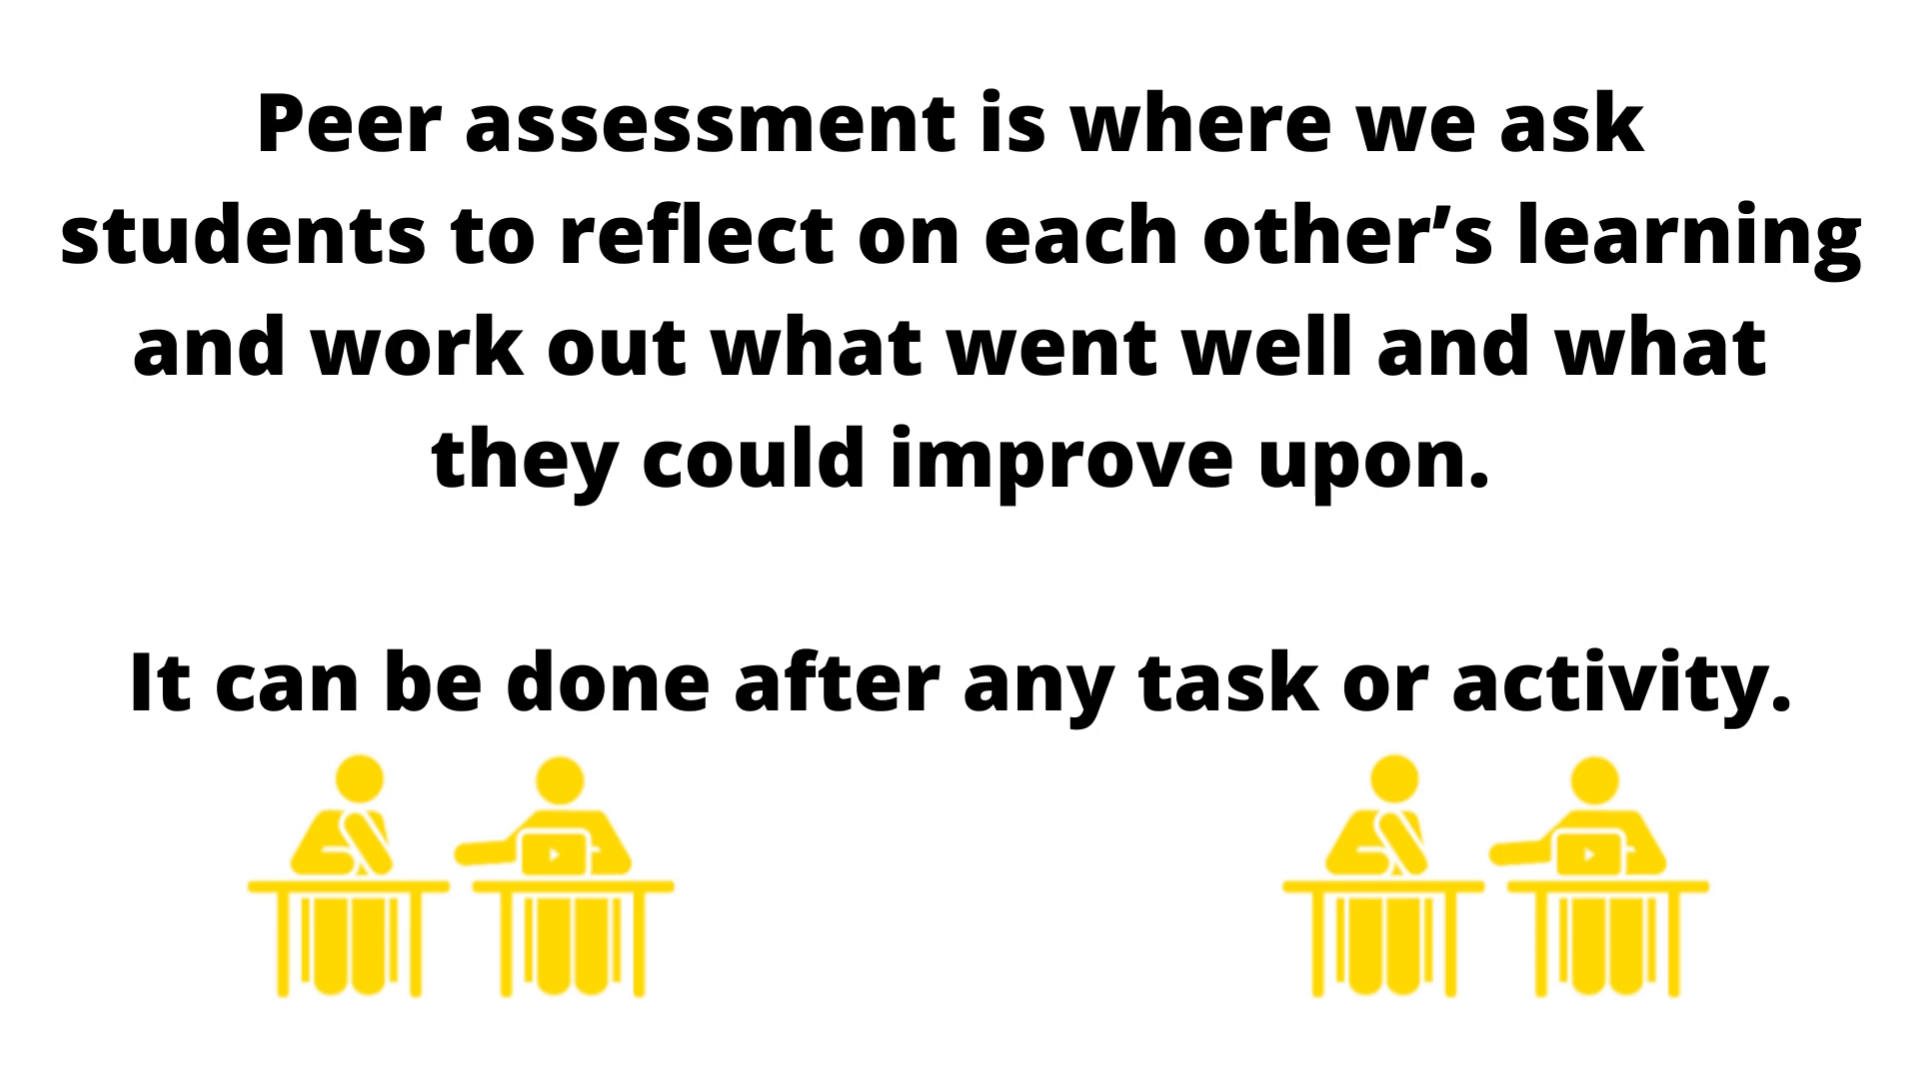 Peer assessment is where we ask
students to reflect on each other’s learning
and work out what went well and what
they could improve upon.
It can be done after any task or activity.